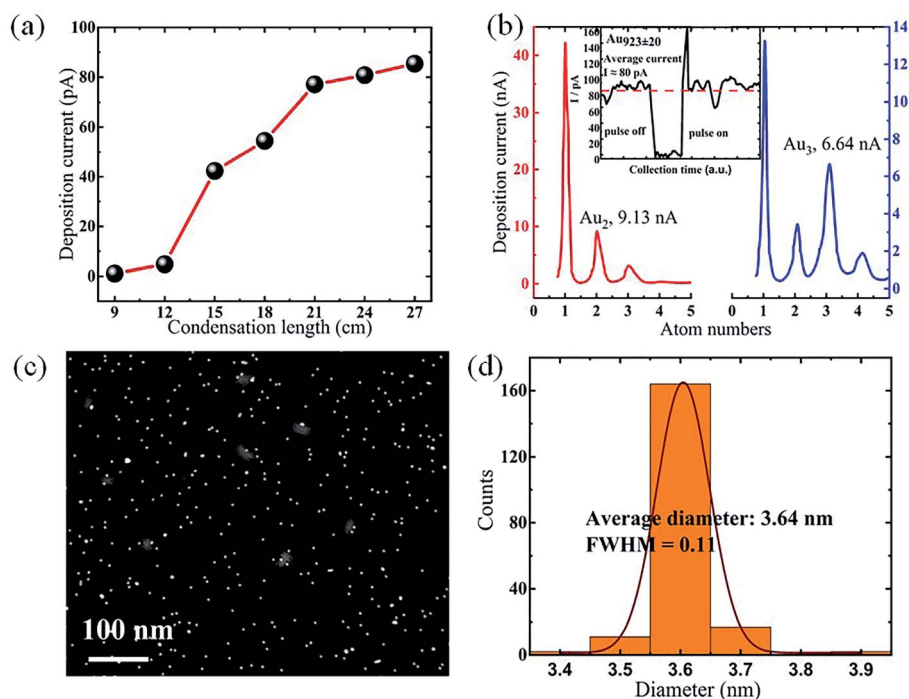 (a)
100
80
60
40
20
0
Deposition current (pA)
9 12 15 18 21 24 27
Condensation length (cm)
(b)
40
30
20
10
0
Deposition current (nA)
160
140
120
100
80
60
40
20
0
I / pA
Au923±20
Average current
I ≈ 80 pA
pulse off
pulse on
Collection time (a.u.)
Au2, 9.13 nA
Au3, 6.64 nA
14
12
10
8
6
4
2
0
0 1 2 3 4 5 0 1 2 3 4 5
Atom numbers
(c)
100 nm
(d)
160
120
80
40
0
Counts
Average diameter: 3.64 nm
FWHM = 0.11
3.4 3.5 3.6 3.7 3.8 3.9
Diameter (nm)